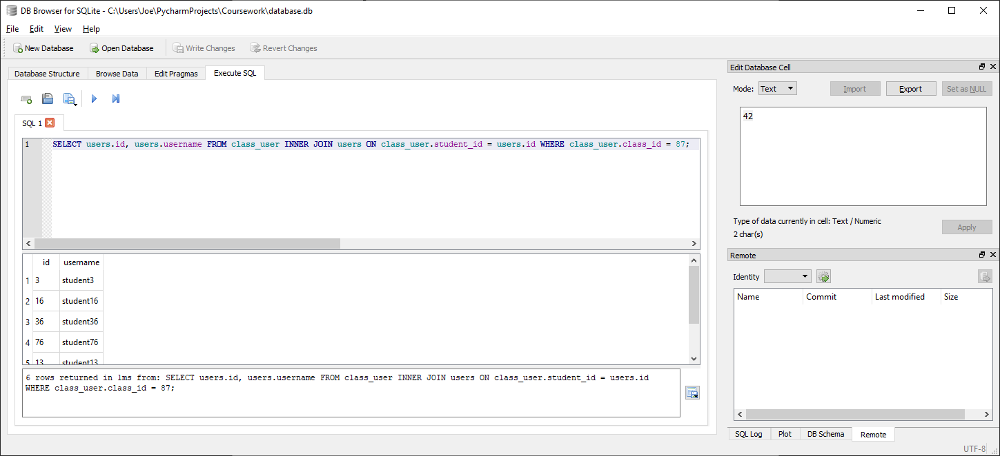 DB Browser for SQLite - C:\Users\Joe\PycharmProjects\Coursework\database.db
File Edit View Help
New Database Open Database Write Changes Revert Changes
Database Structure Browse Data Edit Pragmas Execute SQL
SQL 1
1 SELECT users.id, users.username FROM class_user INNER JOIN users ON class_user.student_id = users.id WHERE class_user.class_id = 87;
id username
1 3 student3
2 16 student16
3 36 student36
4 76 student76
5 13 student13
6 rows returned in 1ms from: SELECT users.id, users.username FROM class_user INNER JOIN users ON class_user.student_id = users.id
WHERE class_user.class_id = 87;
Edit Database Cell
Mode: Text Import Export Set as NULL
42
Type of data currently in cell: Text / Numeric
2 char(s)
Apply
Remote
Identity
Name Commit Last modified Size
SQL Log Plot DB Schema Remote
UTF-8